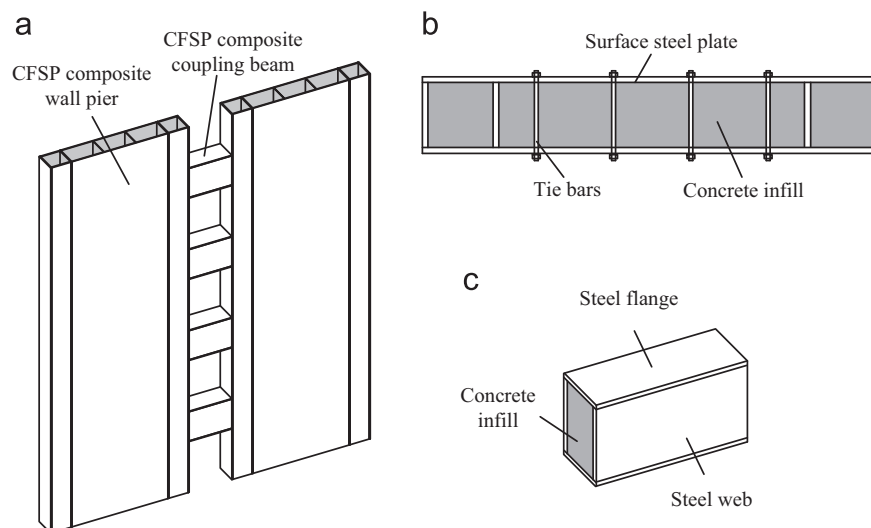 a
CFSP composite
wall pier
CFSP composite
coupling beam
b
Surface steel plate
Tie bars
Concrete infill
c
Steel flange
Concrete
infill
Steel web